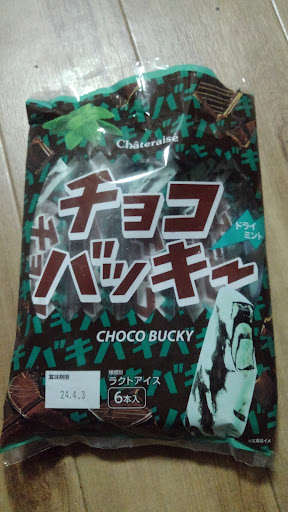 Châteraisé
チョコ
バッキー
ドライ
ミント
CHOCO BUCKY
賞味期限
24.4.3
種類別
ラクトアイス
6本入